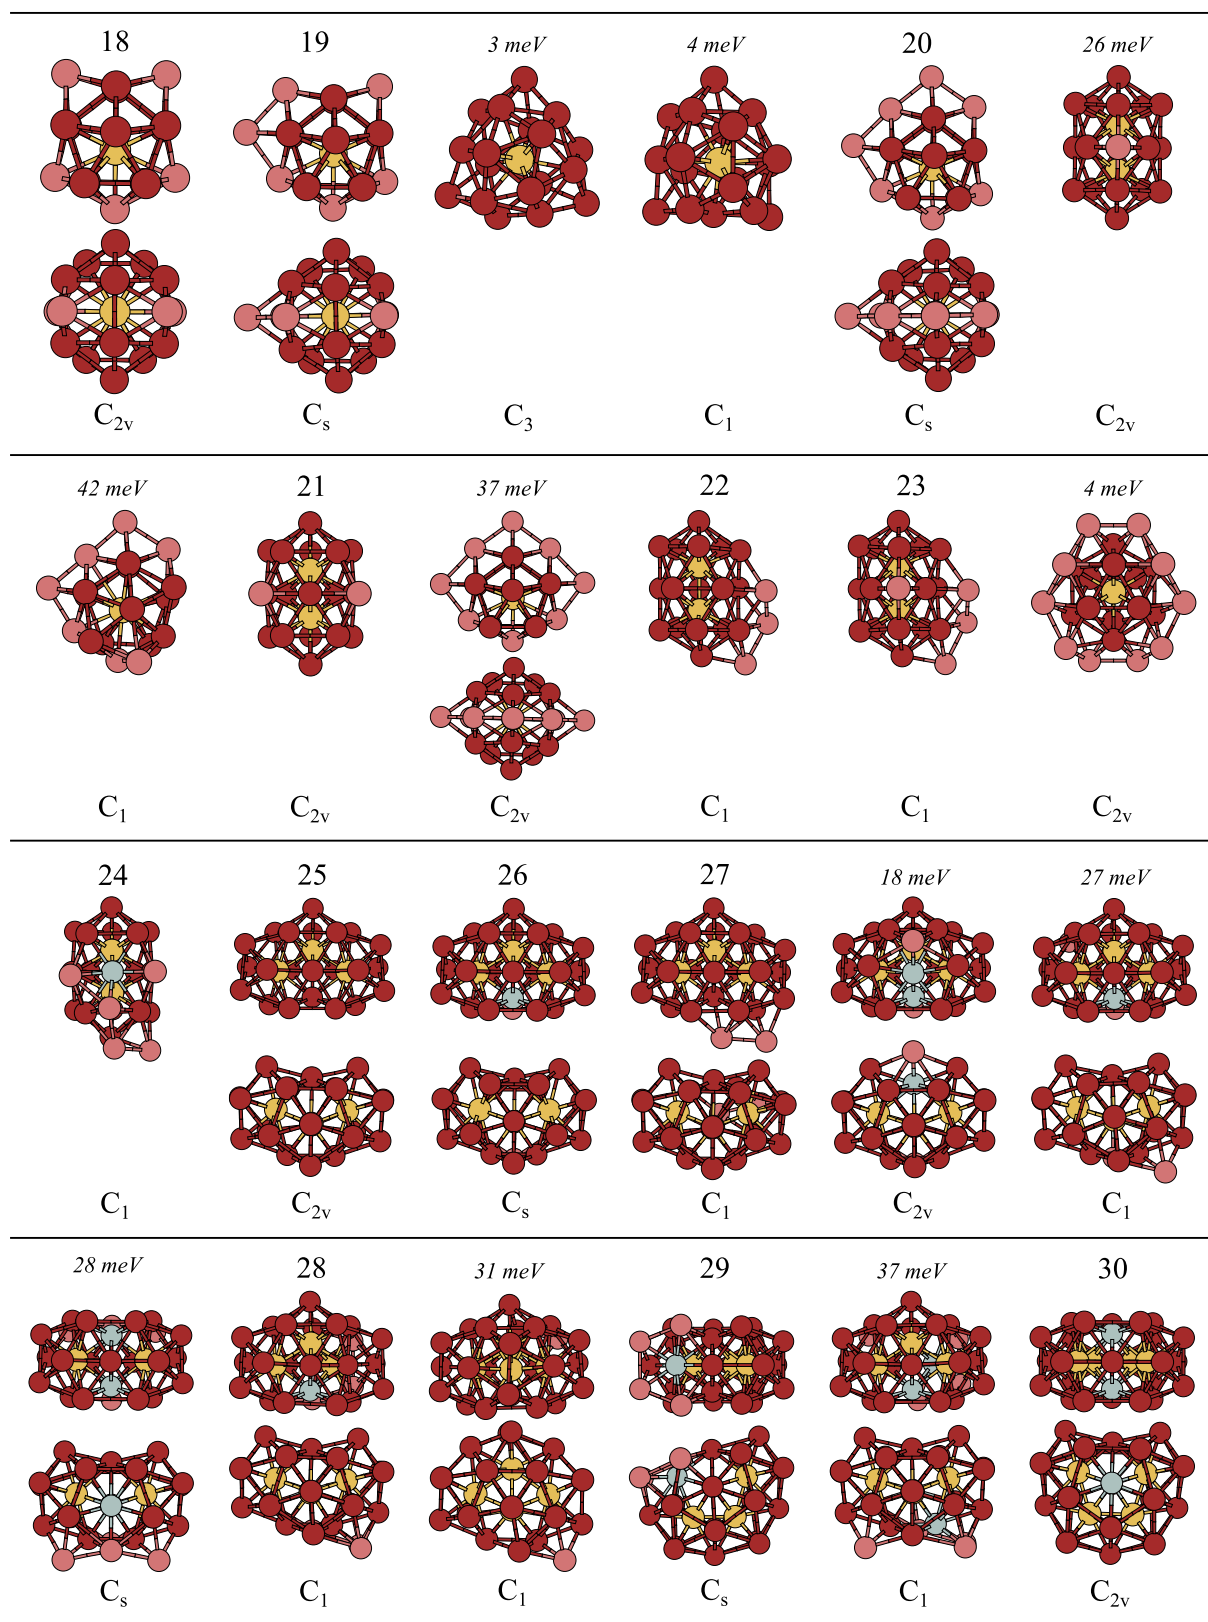 18 19 3 meV 4 meV 20 26 meV
C₂ᵥ Cₛ C₃ C₁ Cₛ C₂ᵥ
42 meV 21 37 meV 22 23 4 meV
C₁ C₂ᵥ C₂ᵥ C₁ C₁ C₂ᵥ
24 25 26 27 18 meV 27 meV
C₁ C₂ᵥ Cₛ C₁ C₂ᵥ C₁
28 meV 28 31 meV 29 37 meV 30
Cₛ C₁ C₁ Cₛ C₁ C₂ᵥ